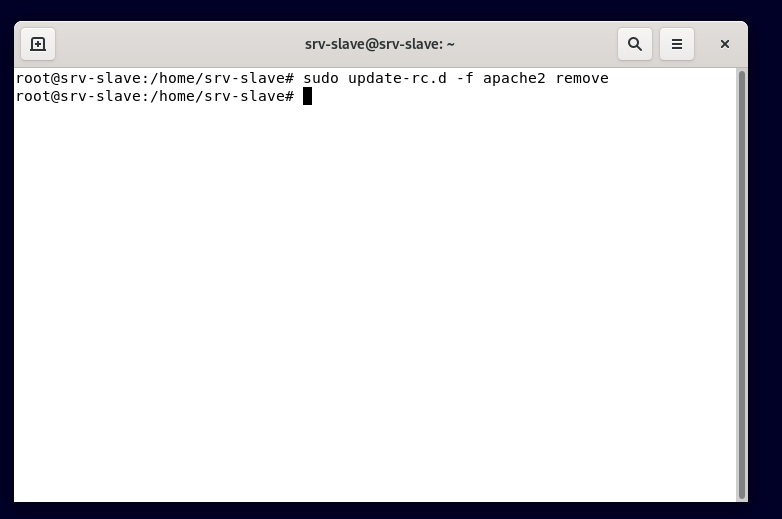 srv-slave@srv-slave: ~
root@srv-slave:/home/srv-slave# sudo update-rc.d -f apache2 remove
root@srv-slave:/home/srv-slave#